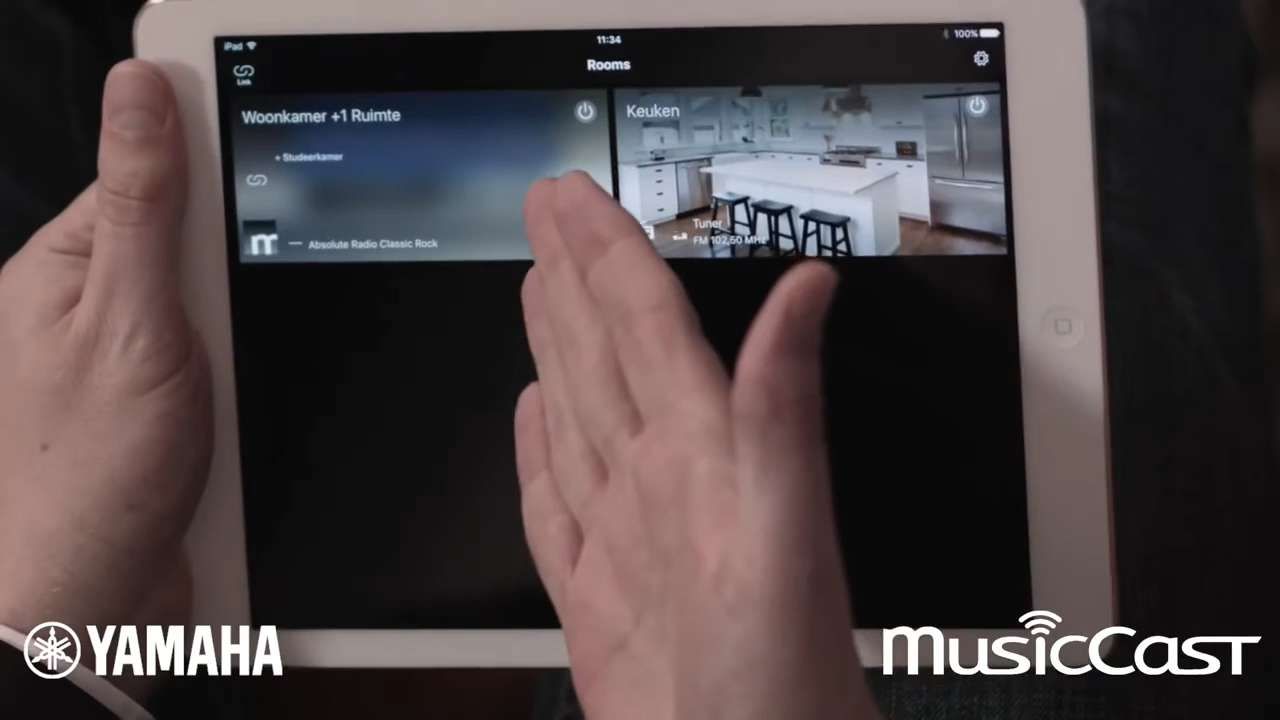 iPad
11:34
100%
Link
Rooms
Woonkamer +1 Ruimte
+ Studeerkamer
Absolute Radio Classic Rock
Keuken
Tuner
FM 102,50 MHz
YAMAHA
MusicCast